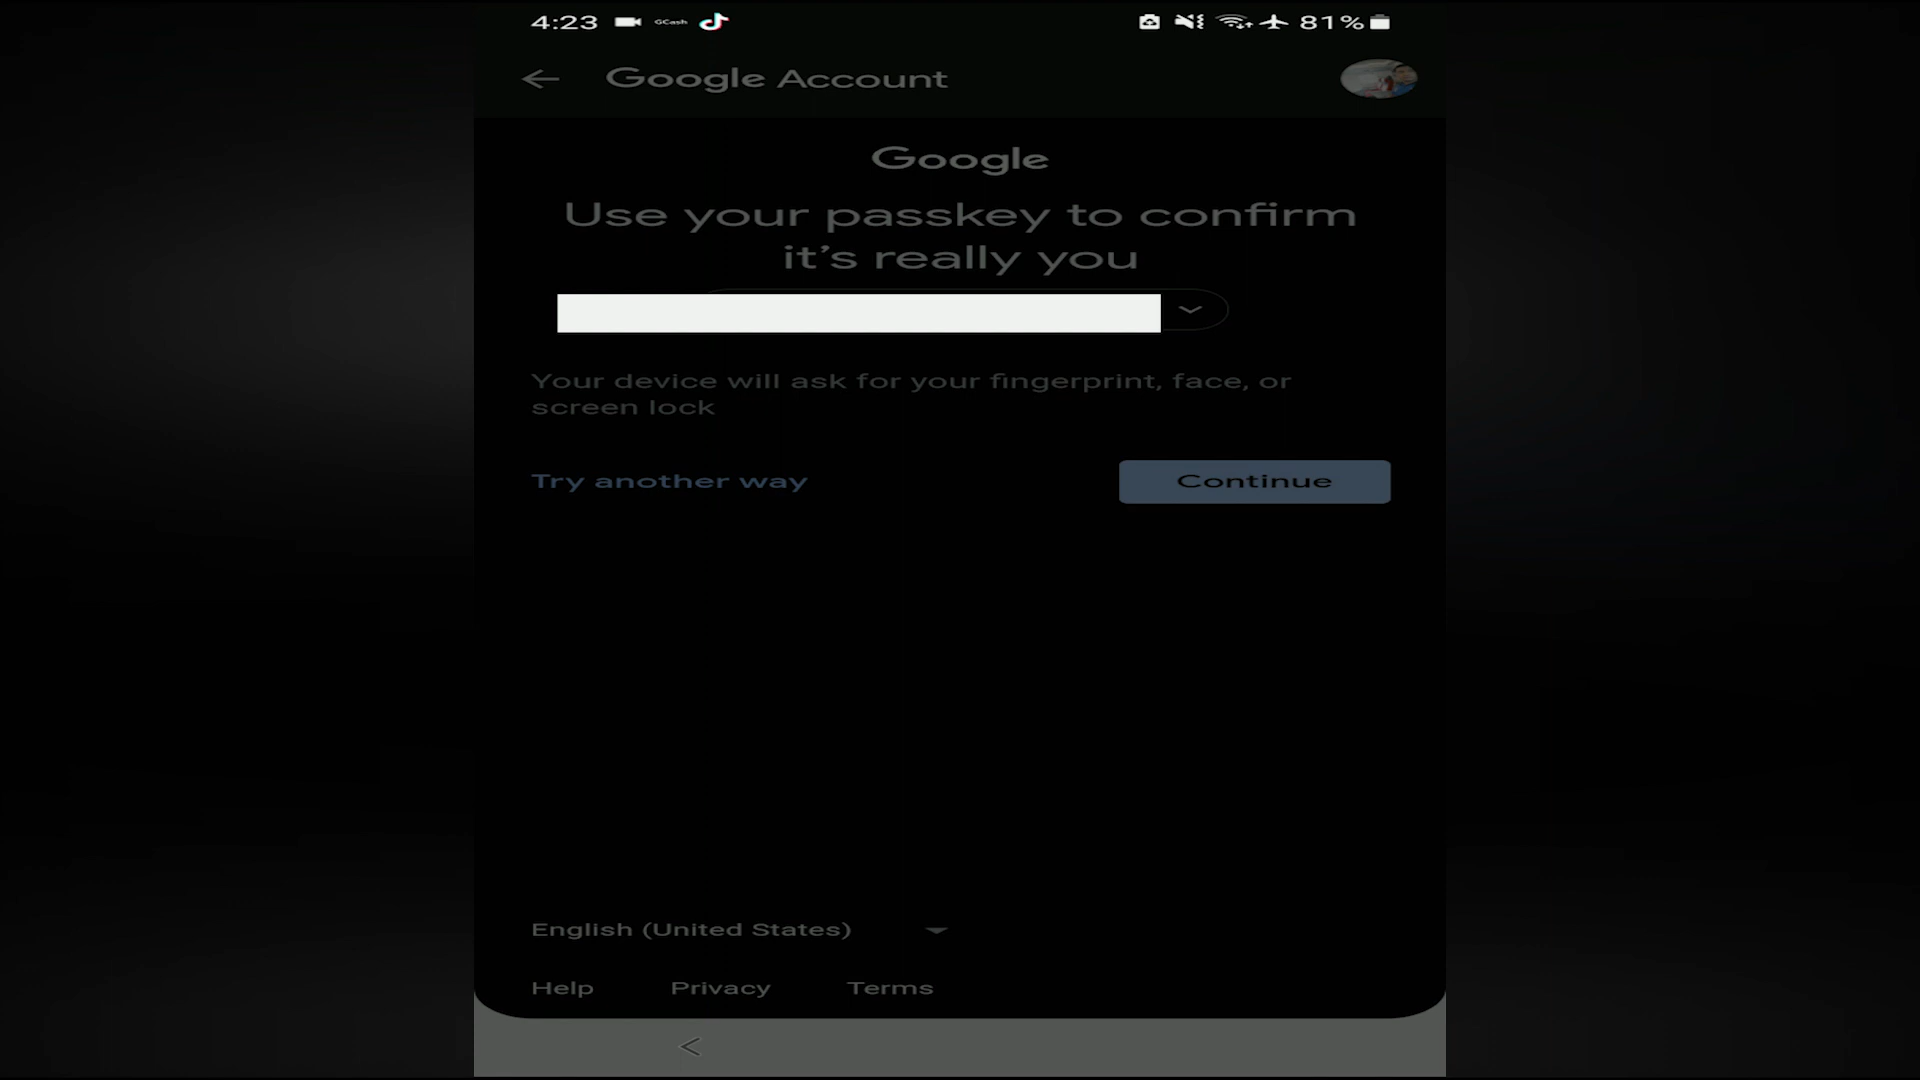 4:23 GCash 81%
Google Account
Google
Use your passkey to confirm
it’s really you
Your device will ask for your fingerprint, face, or
screen lock
Try another way Continue
English (United States)
Help Privacy Terms